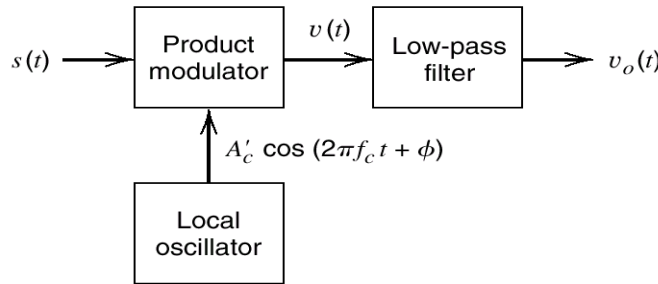 s(t)
Product
modulator
v(t)
Low-pass
filter
v_o(t)
A'_c cos (2πf_c t + ϕ)
Local
oscillator